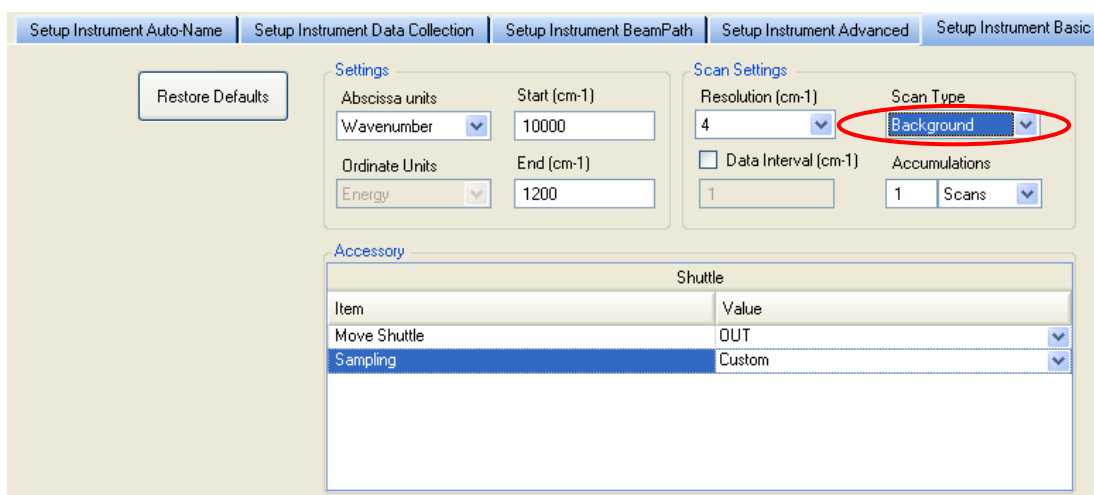 Setup Instrument Auto-Name
Setup Instrument Data Collection
Setup Instrument BeamPath
Setup Instrument Advanced
Setup Instrument Basic
Restore Defaults
Settings
Abscissa units
Start (cm-1)
Wavenumber
10000
Ordinate Units
End (cm-1)
Energy
1200
Scan Settings
Resolution (cm-1)
Scan Type
4
Background
Data Interval (cm-1)
Accumulations
1
1
Scans
Accessory
Shuttle
Item
Value
Move Shuttle
OUT
Sampling
Custom